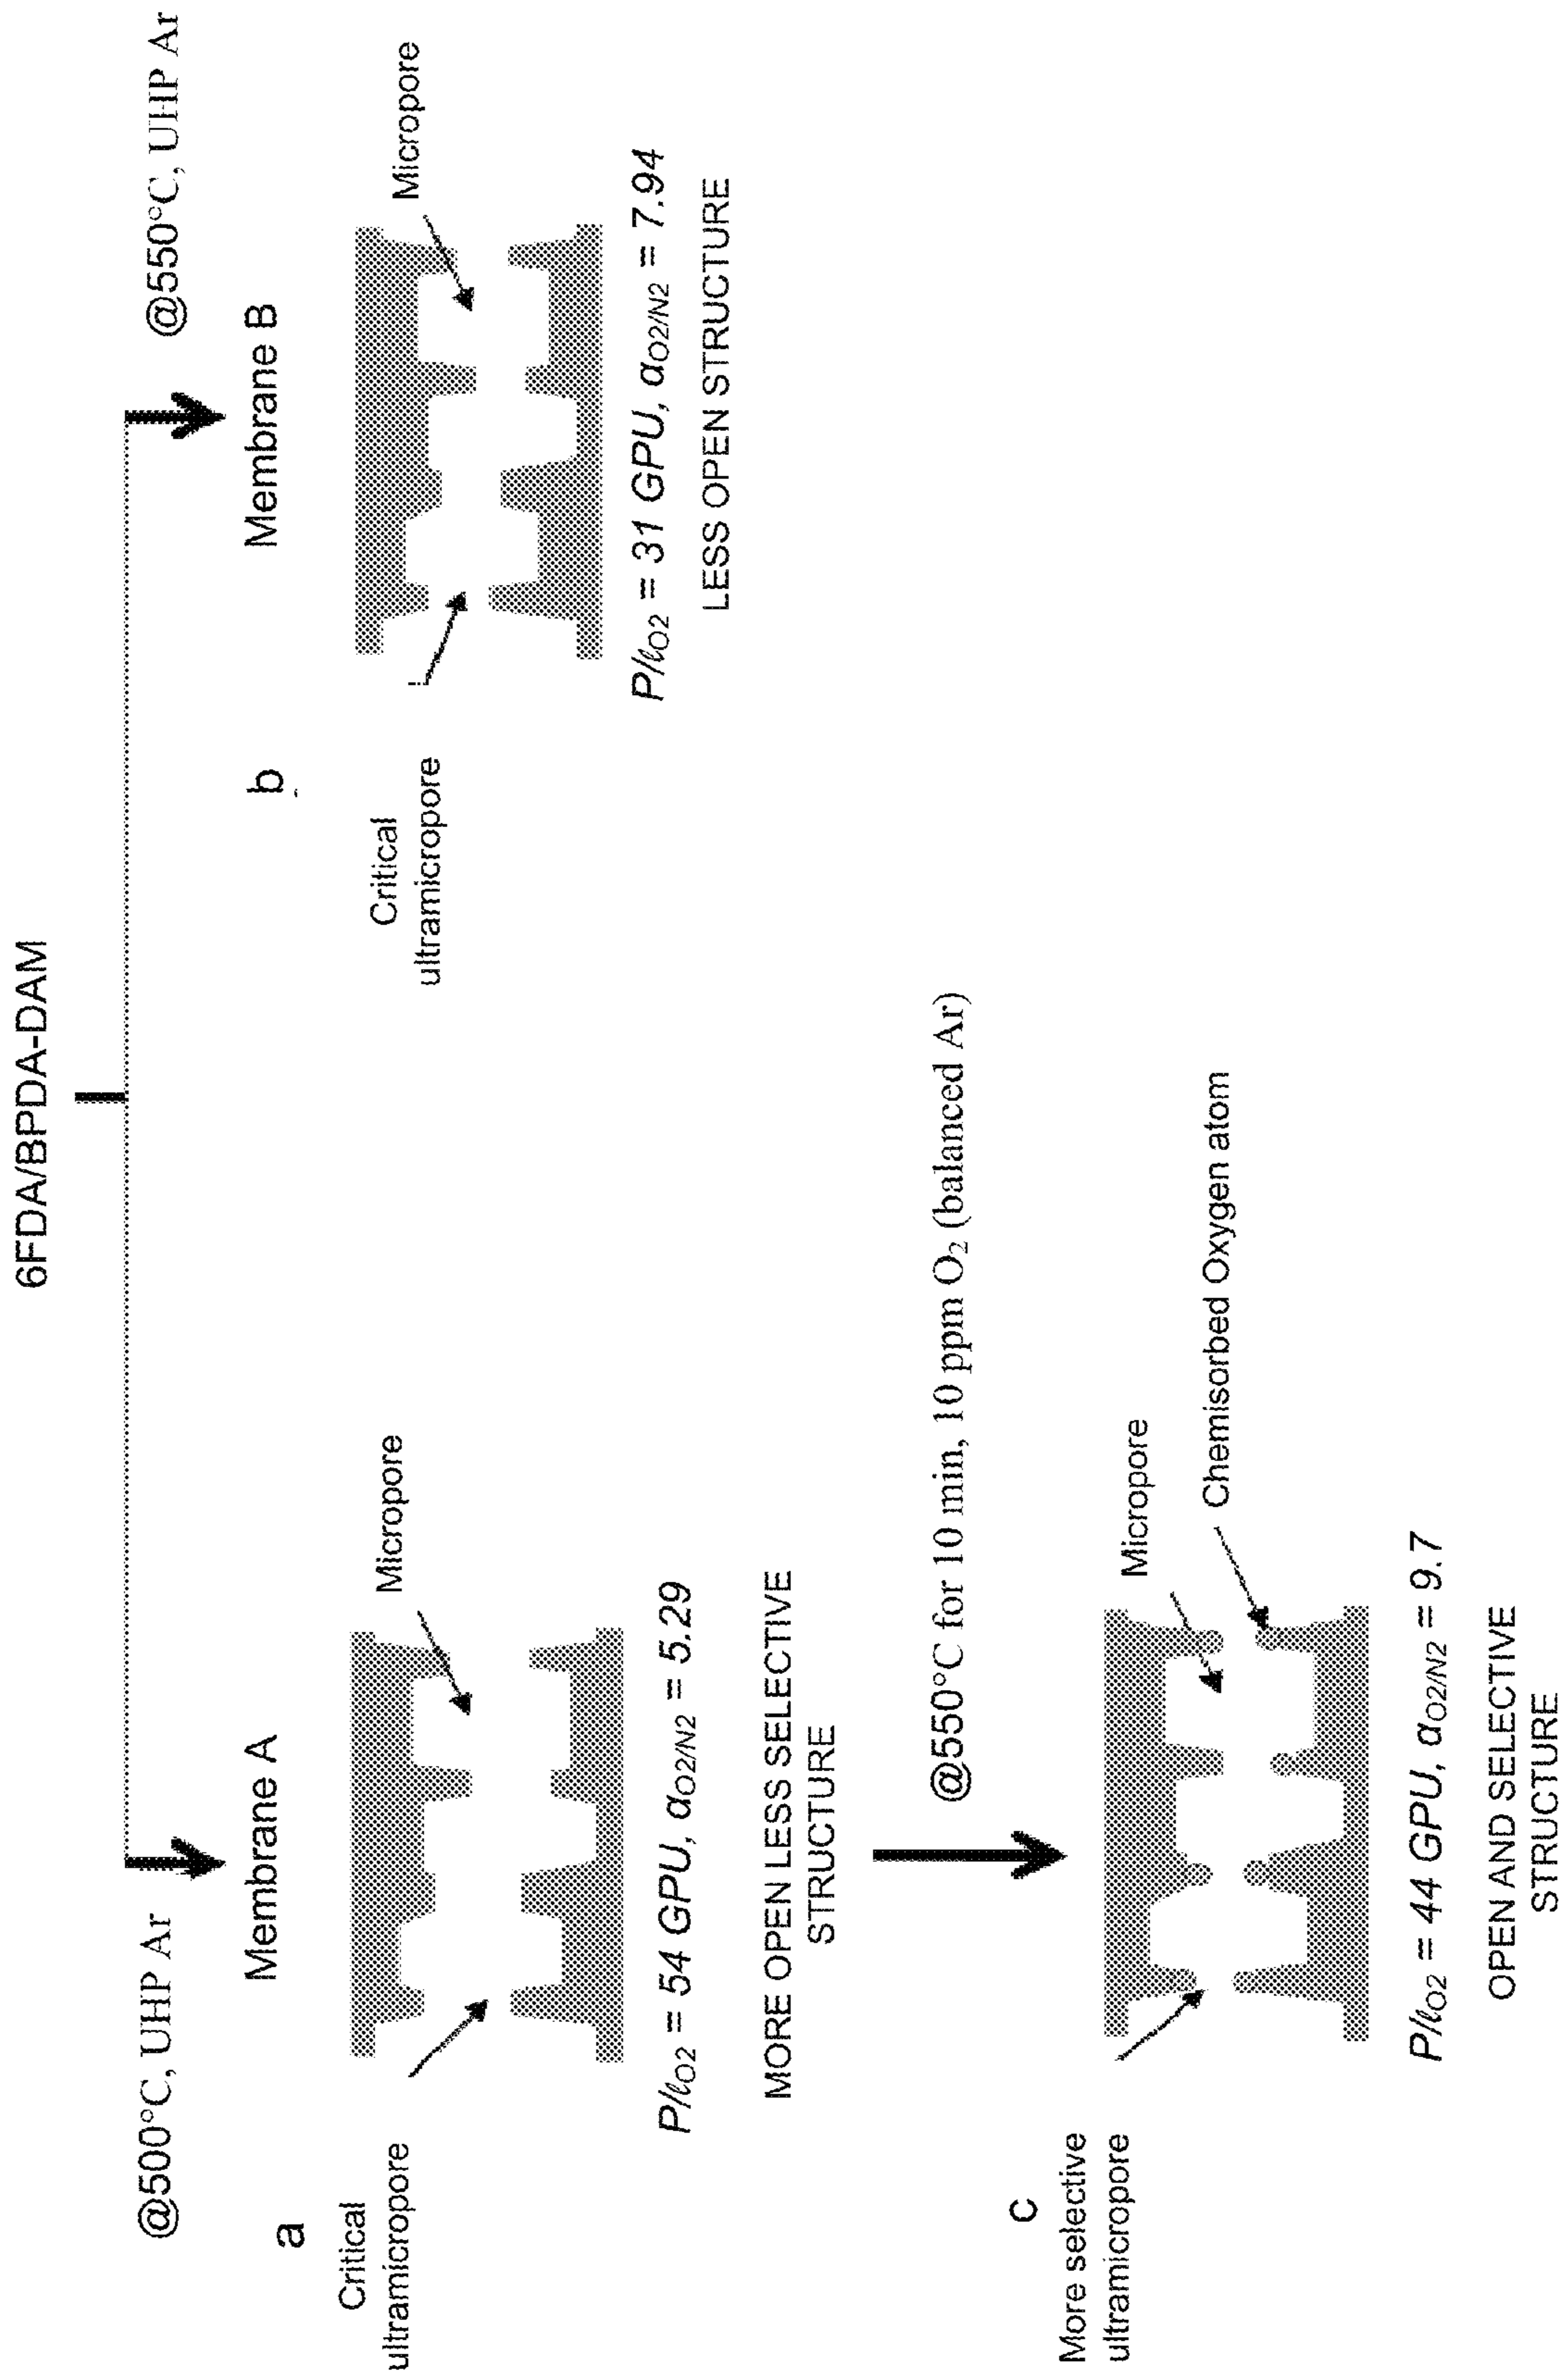 6FDA/BPDA-DAM
@500°C, UHP Ar
@550°C, UHP Ar
a
Membrane A
Critical
ultramicropore
Micropore
P/ℓO2 = 54 GPU, αO2/N2 = 5.29
MORE OPEN LESS SELECTIVE
STRUCTURE
b
Membrane B
Critical
ultramicropore
Micropore
P/ℓO2 = 31 GPU, αO2/N2 = 7.94
LESS OPEN STRUCTURE
@550°C for 10 min, 10 ppm O₂ (balanced Ar)
c
More selective
ultramicropore
Micropore
Chemisorbed Oxygen atom
P/ℓO2 = 44 GPU, αO2/N2 = 9.7
OPEN AND SELECTIVE
STRUCTURE